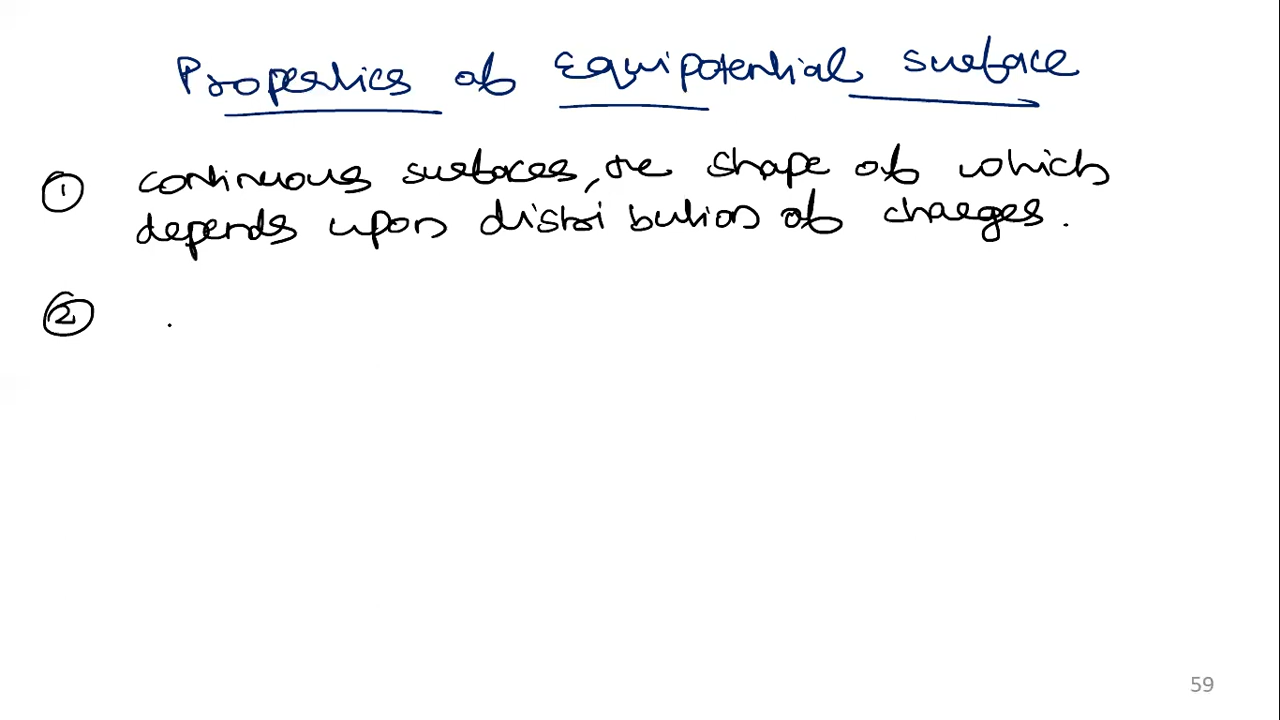 Properties of Equipotential surface
① continuous surfaces, the shape of which
depends upon distribution of charges.
②
59